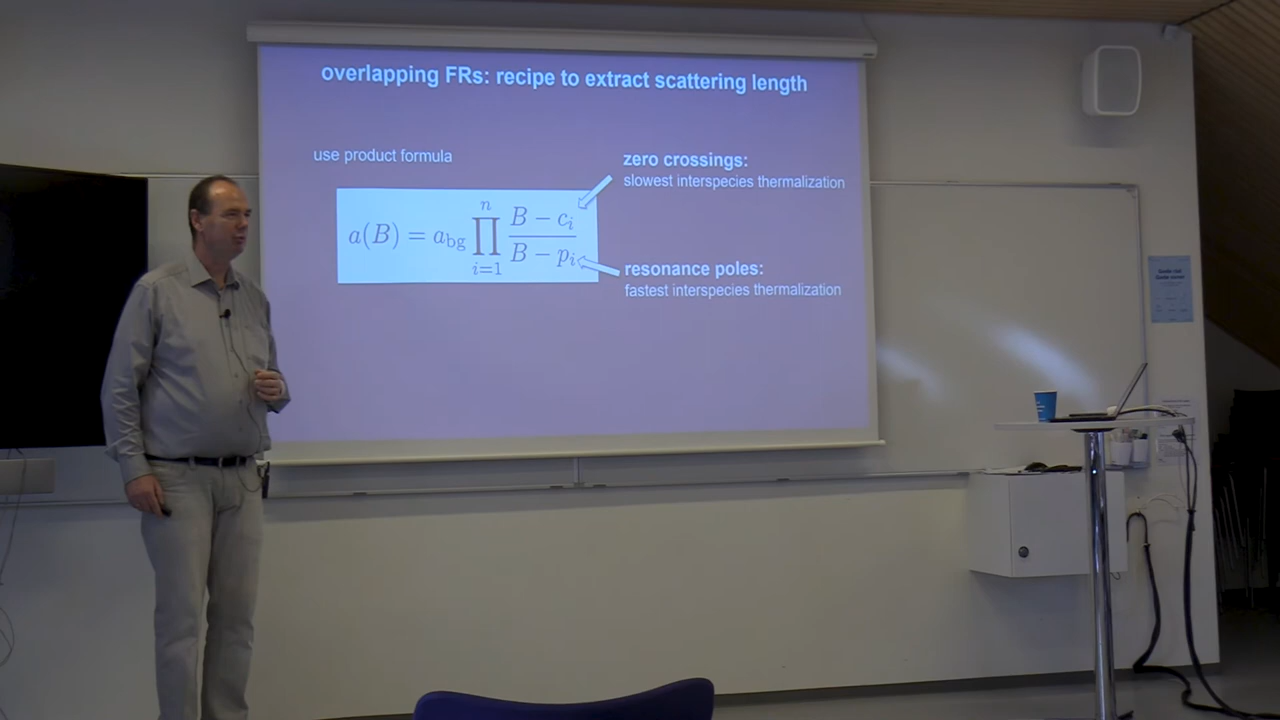 overlapping FRs: recipe to extract scattering length
use product formula
zero crossings:
slowest interspecies thermalization
a(B) = a_bg ∏_{i=1}^{n} (B − c_i)/(B − p_i)
resonance poles:
fastest interspecies thermalization